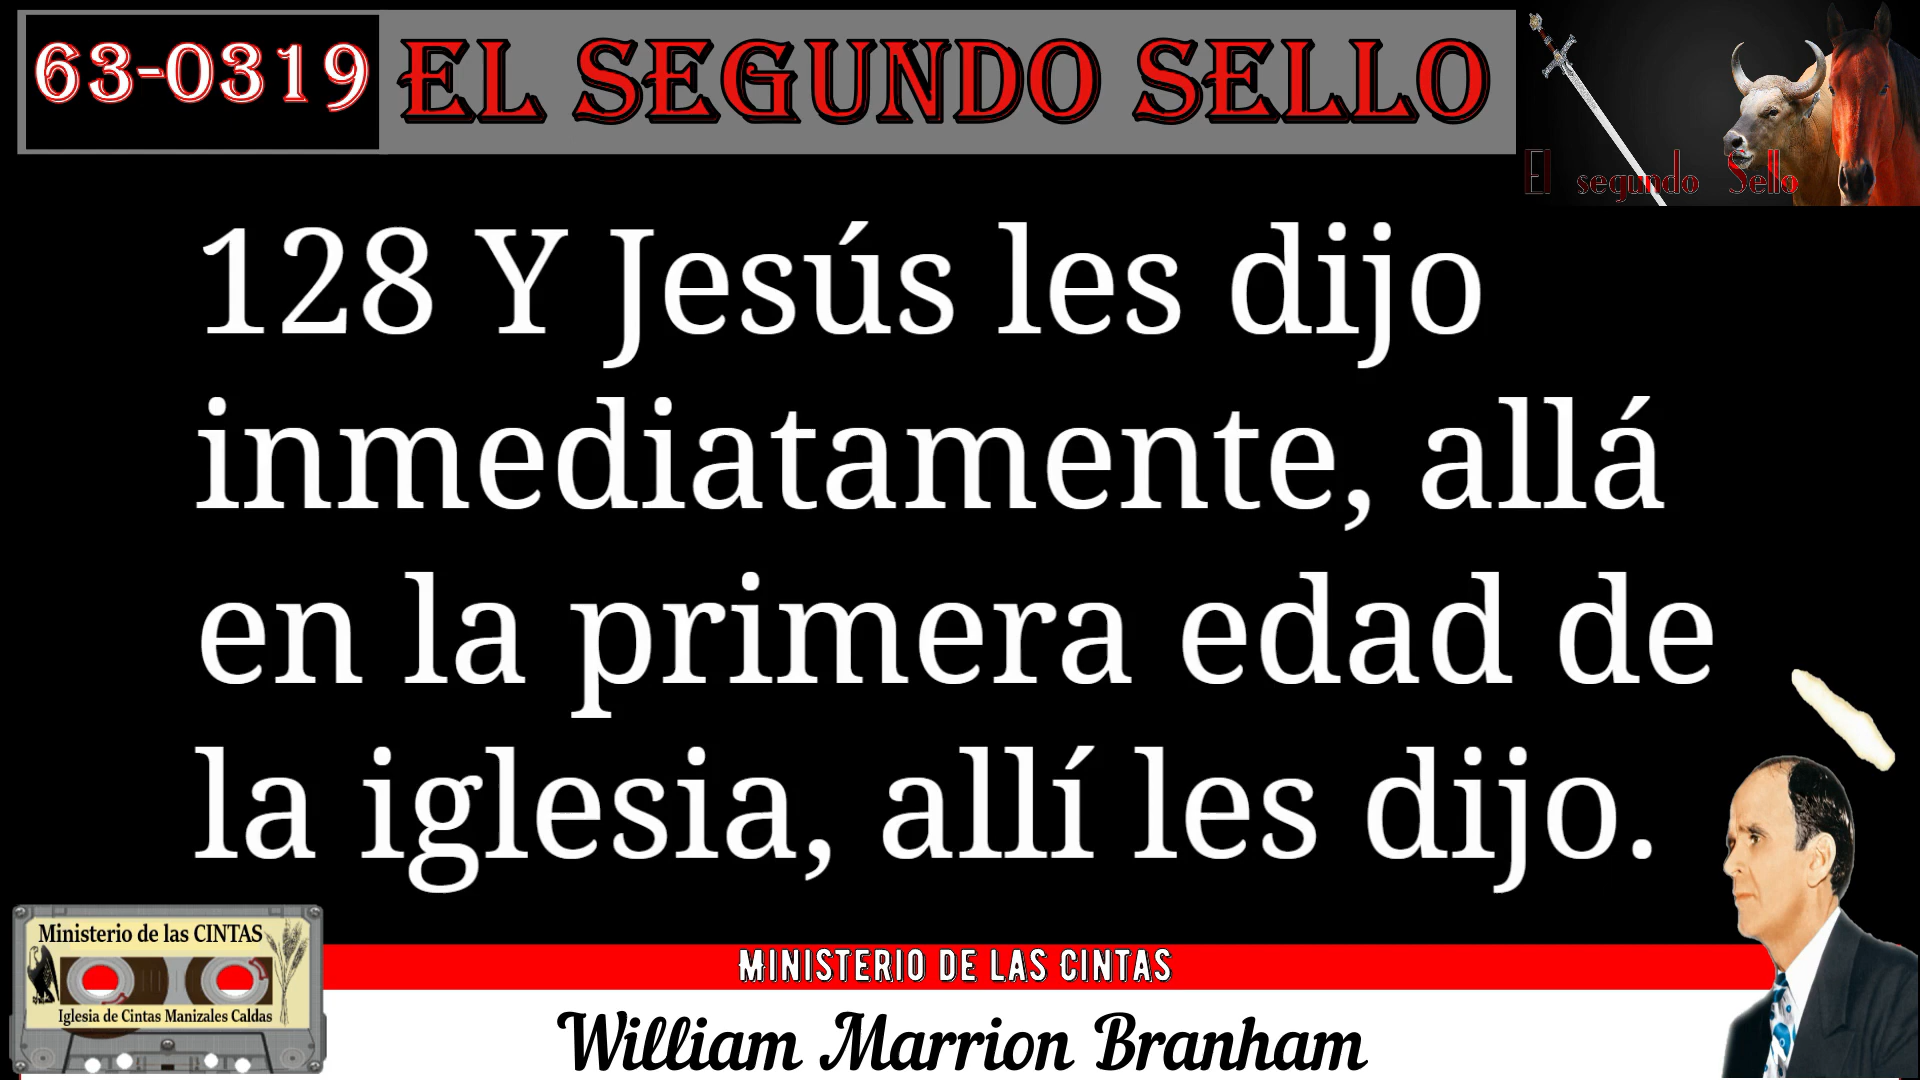 63-0319
EL SEGUNDO SELLO
El segundo Sello
128 Y Jesús les dijo
inmediatamente, allá
en la primera edad de
la iglesia, allí les dijo.
Ministerio de las CINTAS
Iglesia de Cintas Manizales Caldas
MINISTERIO DE LAS CINTAS
William Marrion Branham